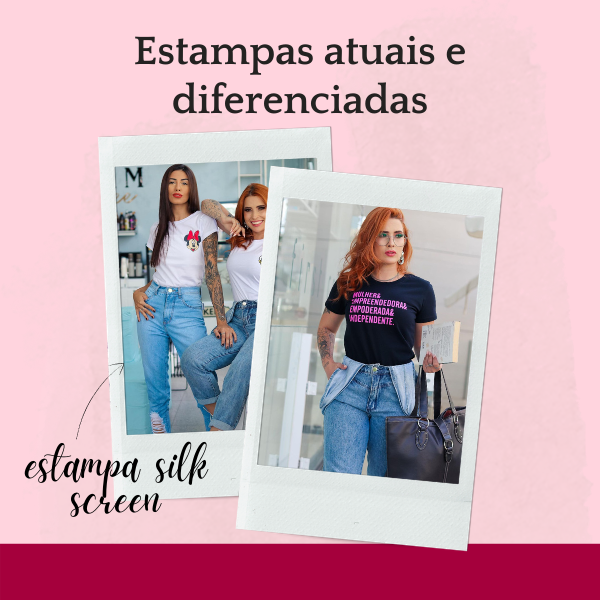 Estampas atuais e
diferenciadas
M
MULHER&
EMPREENDEDORA&
EMPODERADA&
INDEPENDENTE.
estampa silk
screen